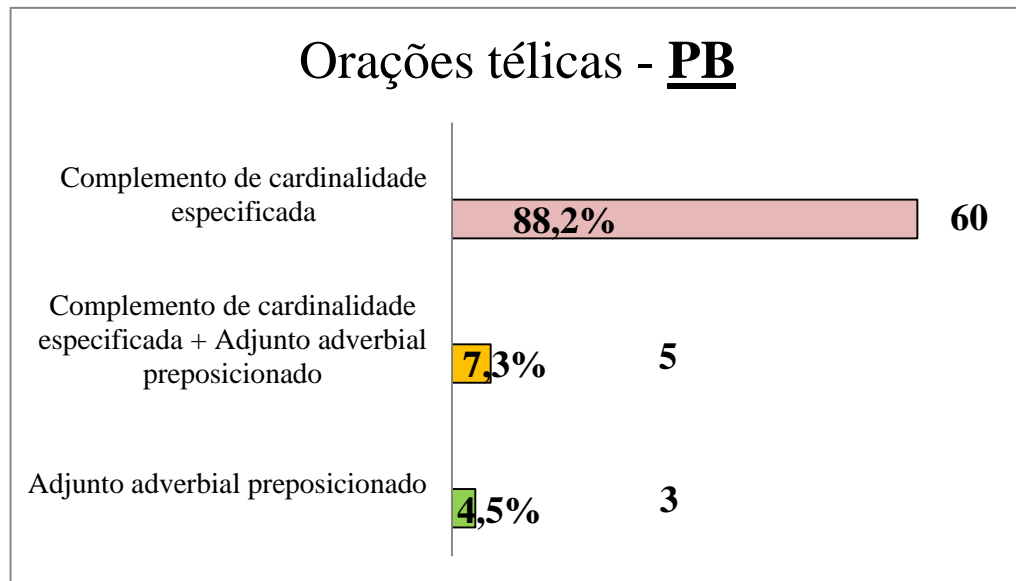 Orações télicas - PB
Complemento de cardinalidade
especificada
88,2%
60
Complemento de cardinalidade
especificada + Adjunto adverbial
preposicionado
7,3%
5
Adjunto adverbial preposicionado
4,5%
3